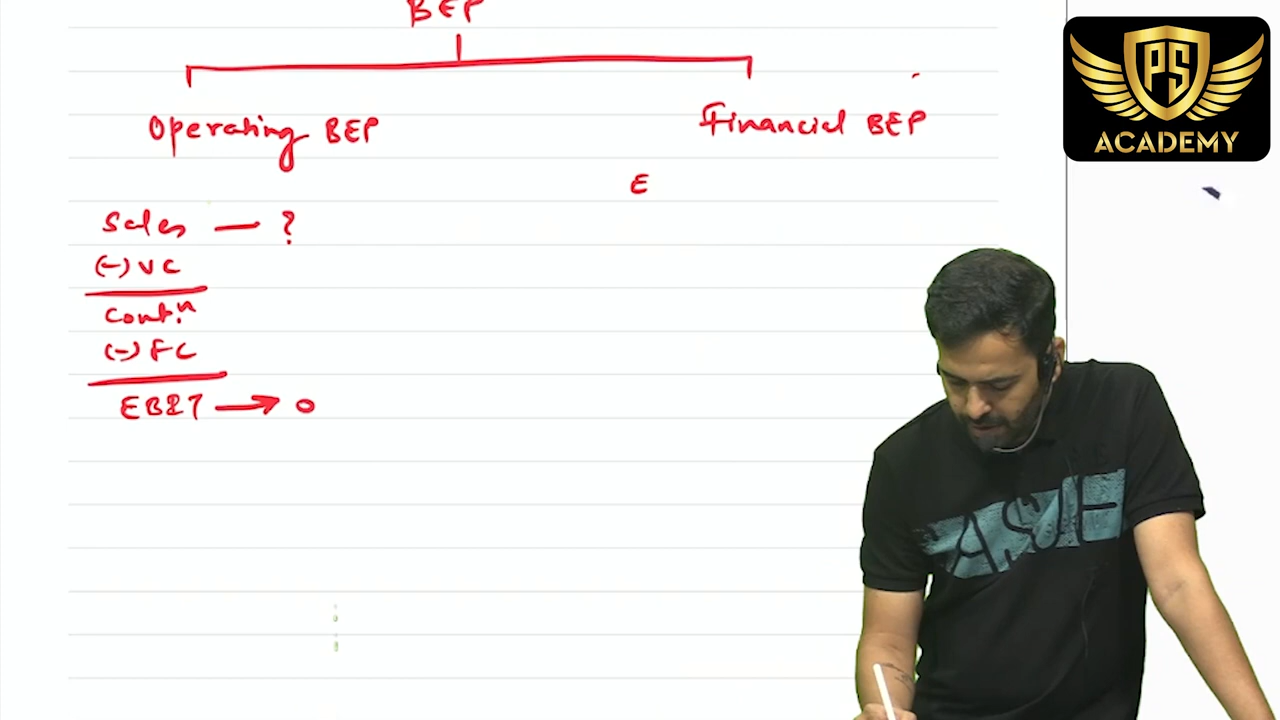 BEP
Operating BEP
Financial BEP
E
Sales — ?
(-) VC
Contⁿ
(-) FC
EBIT → 0
PS
ACADEMY